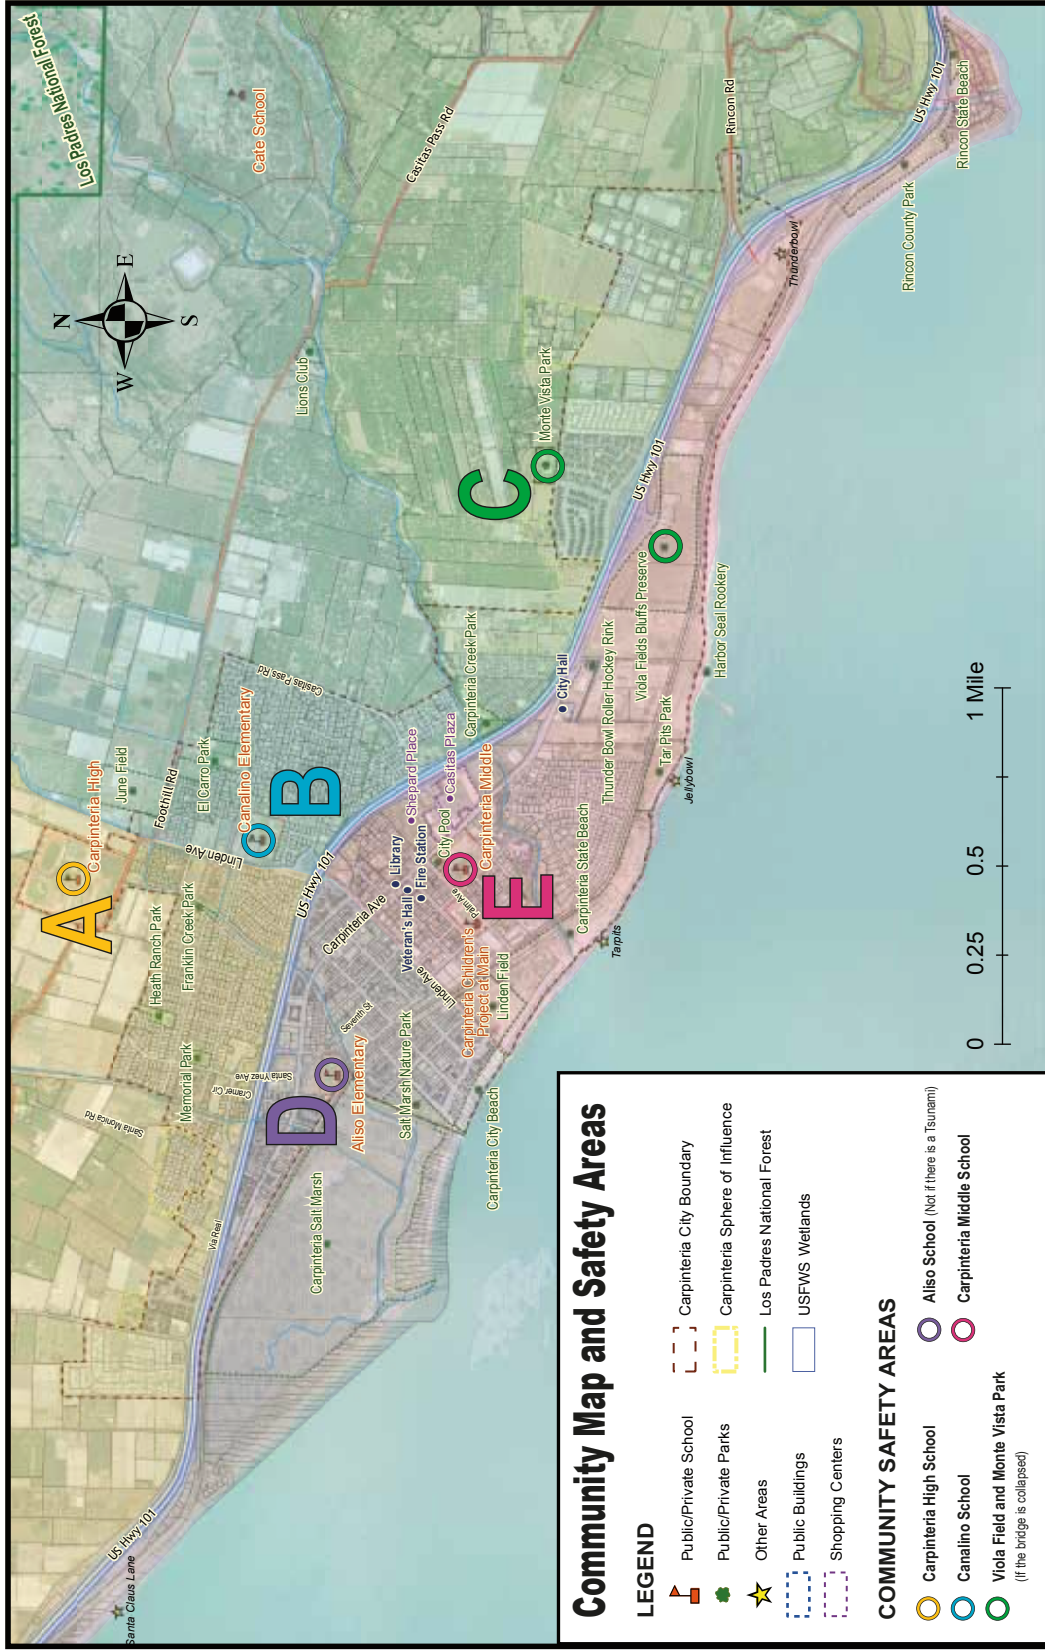 Los Padres National Forest
Cate School
Casitas Pass Rd
Rincon Rd
US Hwy 101
Rincon State Beach
Rincon County Park
Thunderbowl
N
W
E
S
Lions Club
Monte Vista Park
C
US Hwy 101
Viola Fields Bluffs Preserve
Harbor Seal Rookery
A
Carpinteria High
June Field
Foothill Rd
El Carro Park
Canalino Elementary
Casitas Pass Rd
B
Linden Ave
Heath Ranch Park
Franklin Creek Park
US Hwy 101
Memorial Park
Santa Monica Rd
Cramer Cir
Santa Ynez Ave
Via Real
D
Aliso Elementary
Seventh St
Carpinteria Ave
Linden Ave
Library
Veteran's Hall
Fire Station
Shepard Place
Casitas Plaza
City Pool
Carpinteria Creek Park
Carpinteria Middle
Palm Ave
E
Carpinteria Children's
Project at Main
Linden Field
City Hall
Thunder Bowl Roller Hockey Rink
Tar Pits Park
Jellybowl
Carpinteria State Beach
Tarpits
Salt Marsh Nature Park
Carpinteria City Beach
Carpinteria Salt Marsh
US Hwy 101
Santa Claus Lane
0 0.25 0.5 1 Mile
Community Map and Safety Areas
LEGEND
Public/Private School
Public/Private Parks
Other Areas
Public Buildings
Shopping Centers
Carpinteria City Boundary
Carpinteria Sphere of Influence
Los Padres National Forest
USFWS Wetlands
COMMUNITY SAFETY AREAS
Carpinteria High School
Canalino School
Viola Field and Monte Vista Park
(If the bridge is collapsed)
Aliso School (Not if there is a Tsunami)
Carpinteria Middle School